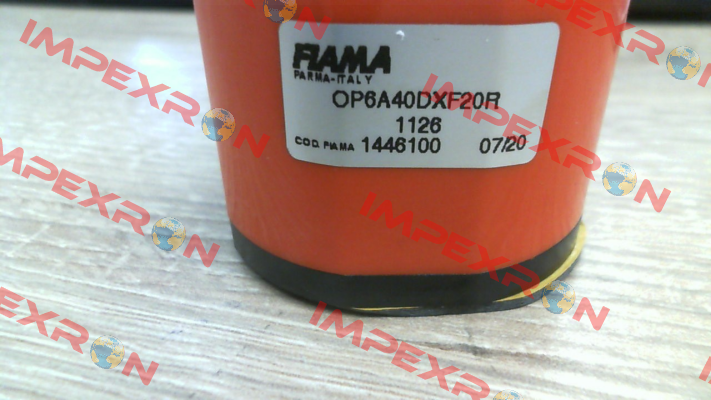 FIAMA
PARMA-ITALY
OP6A40DXF20R
1126
COD. FIAMA 1446100 07/20
IMPEXRON
IMPEXRON
IMPEXRON
IMPEXRON
IMPEXRON
IMPEXRON
IMPEXRON